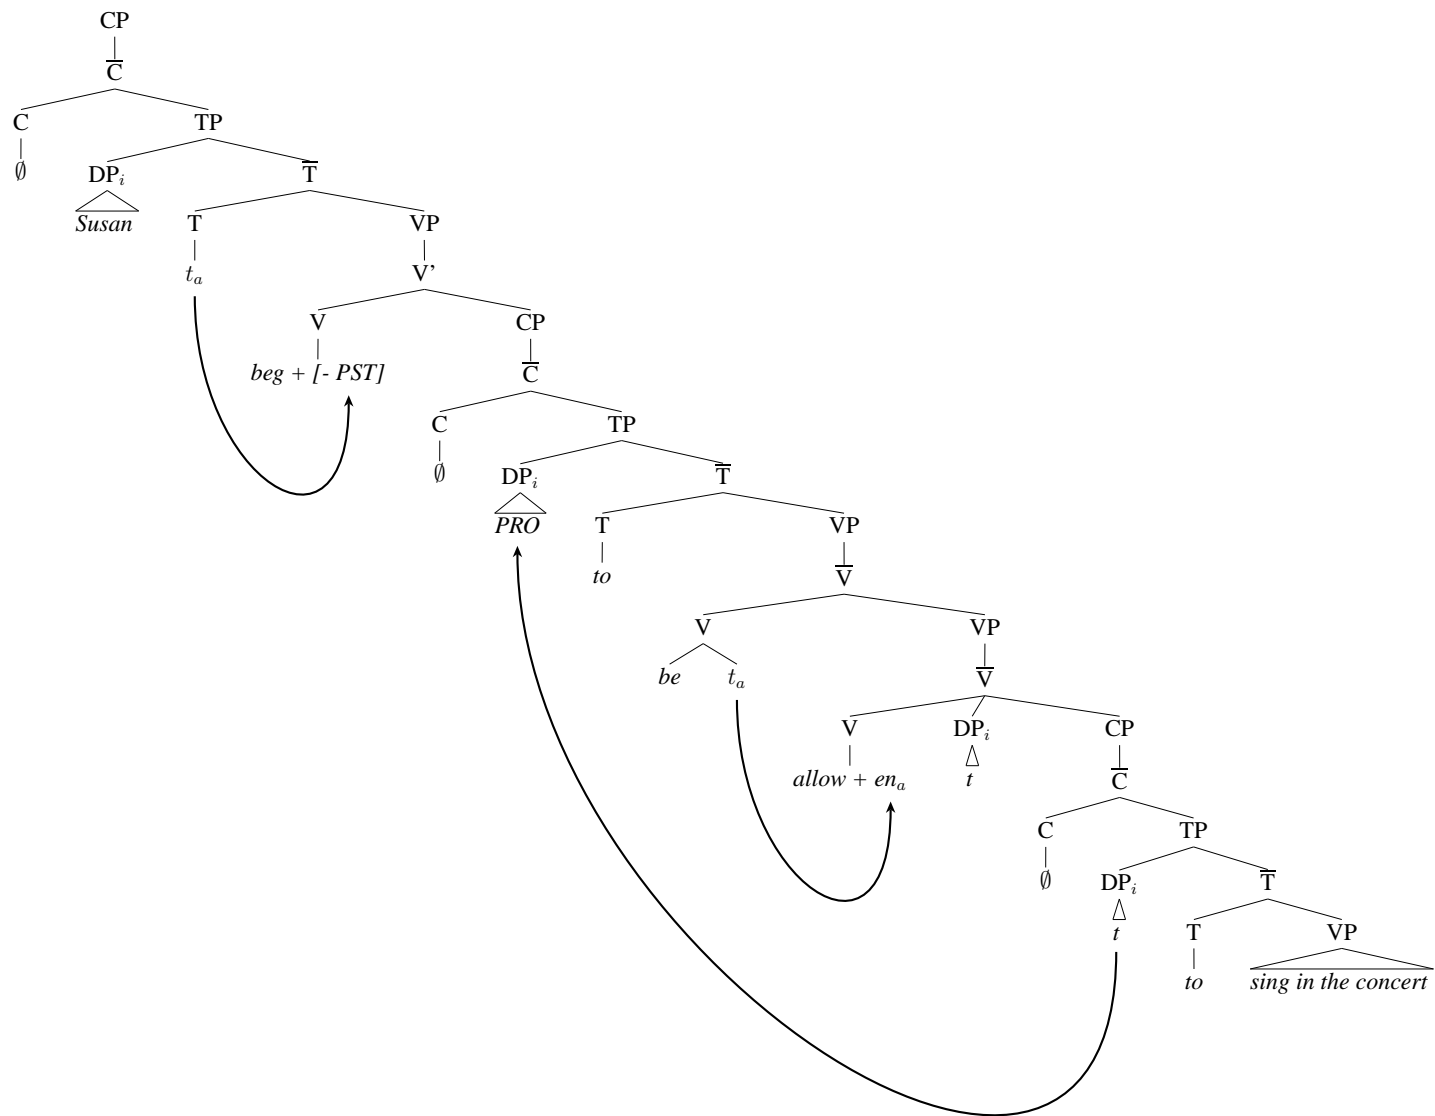 CP
C̅
C TP
∅ DPᵢ T̅
Susan T VP
tₐ V'
V CP
beg + [- PST] C̅
C TP
∅ DPᵢ T̅
PRO T VP
to V̅
V VP
be tₐ V̅
V DPᵢ CP
allow + enₐ t C̅
C TP
∅ DPᵢ T̅
t T VP
to sing in the concert